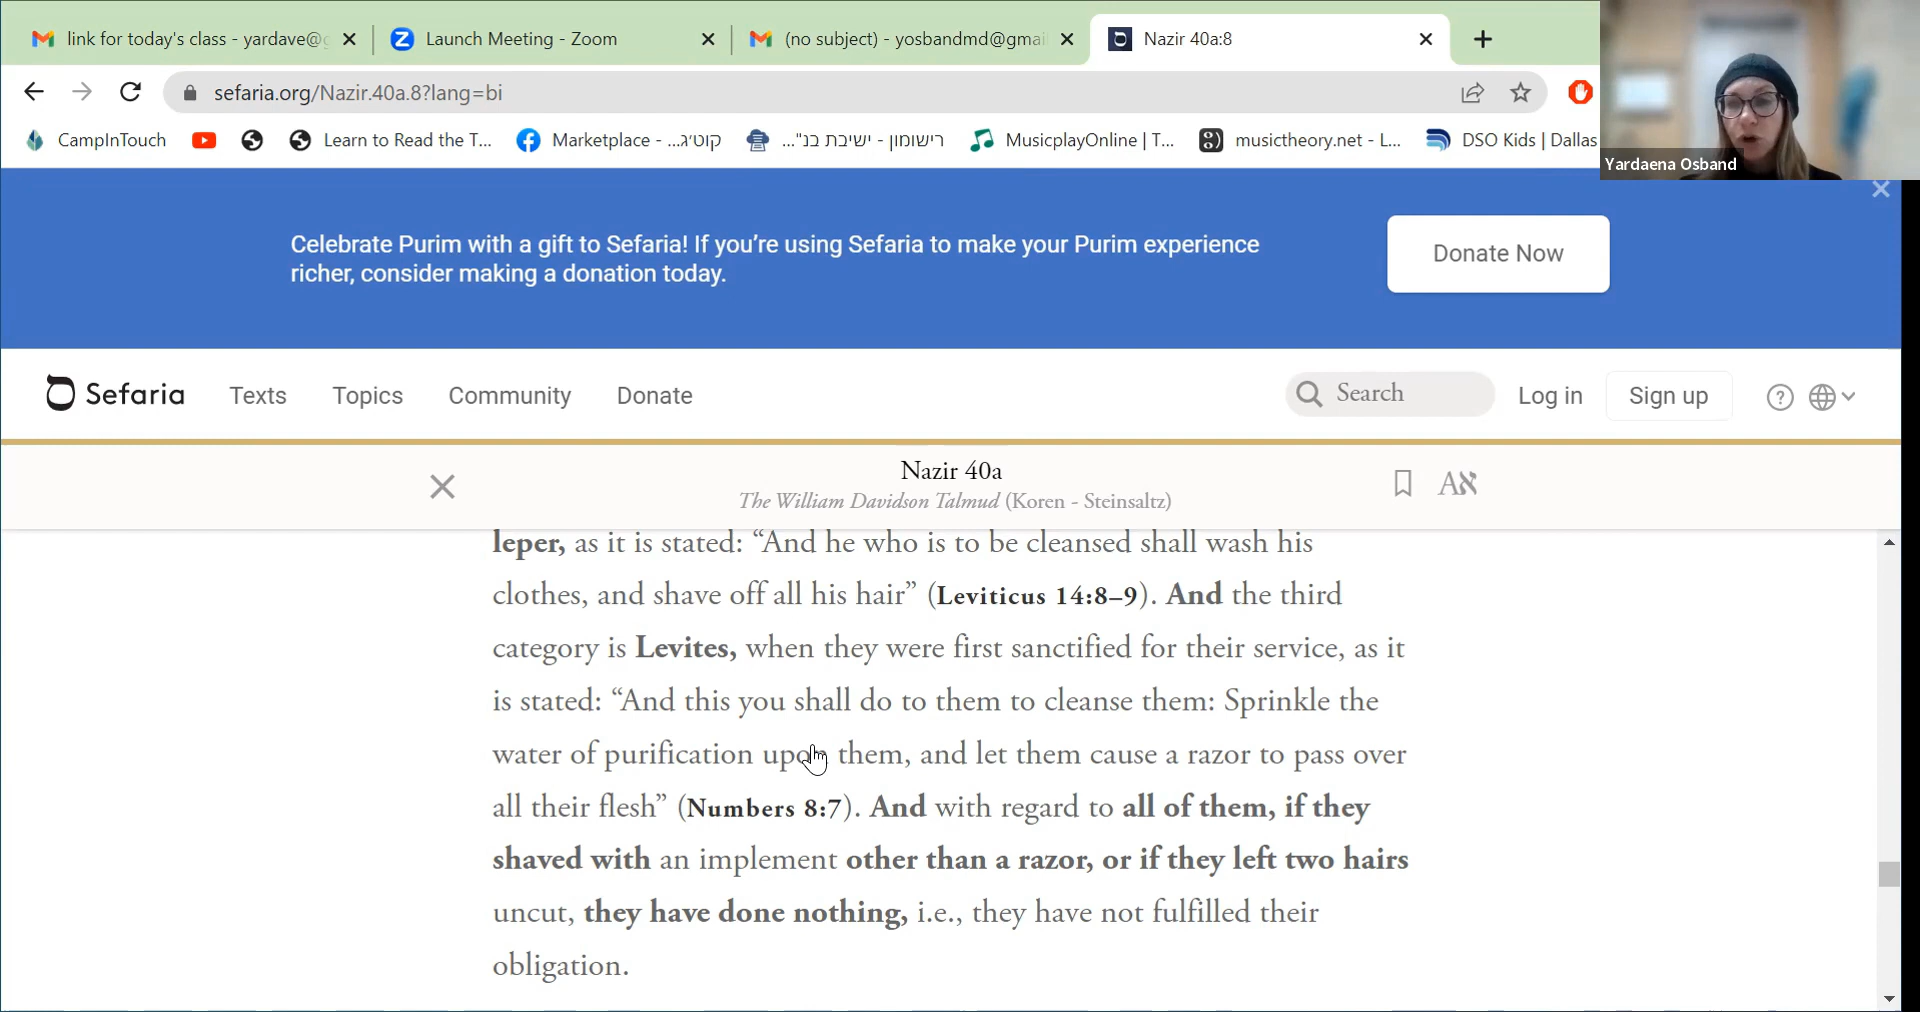 link for today's class - yardave@g
Launch Meeting - Zoom
(no subject) - yosbandmd@gmai
Nazir 40a:8
sefaria.org/Nazir.40a.8?lang=bi
CampInTouch
Learn to Read the T...
Marketplace - ...קוט׳ג
רישומון - ישיבת בנ"...
MusicplayOnline | T...
musictheory.net - L...
DSO Kids | Dallas
Yardaena Osband
Celebrate Purim with a gift to Sefaria! If you’re using Sefaria to make your Purim experience
richer, consider making a donation today.
Donate Now
Sefaria
Texts
Topics
Community
Donate
Search
Log in
Sign up
Nazir 40a
The William Davidson Talmud (Koren - Steinsaltz)
Aא
leper, as it is stated: “And he who is to be cleansed shall wash his
clothes, and shave off all his hair” (Leviticus 14:8–9). And the third
category is Levites, when they were first sanctified for their service, as it
is stated: “And this you shall do to them to cleanse them: Sprinkle the
water of purification upon them, and let them cause a razor to pass over
all their flesh” (Numbers 8:7). And with regard to all of them, if they
shaved with an implement other than a razor, or if they left two hairs
uncut, they have done nothing, i.e., they have not fulfilled their
obligation.